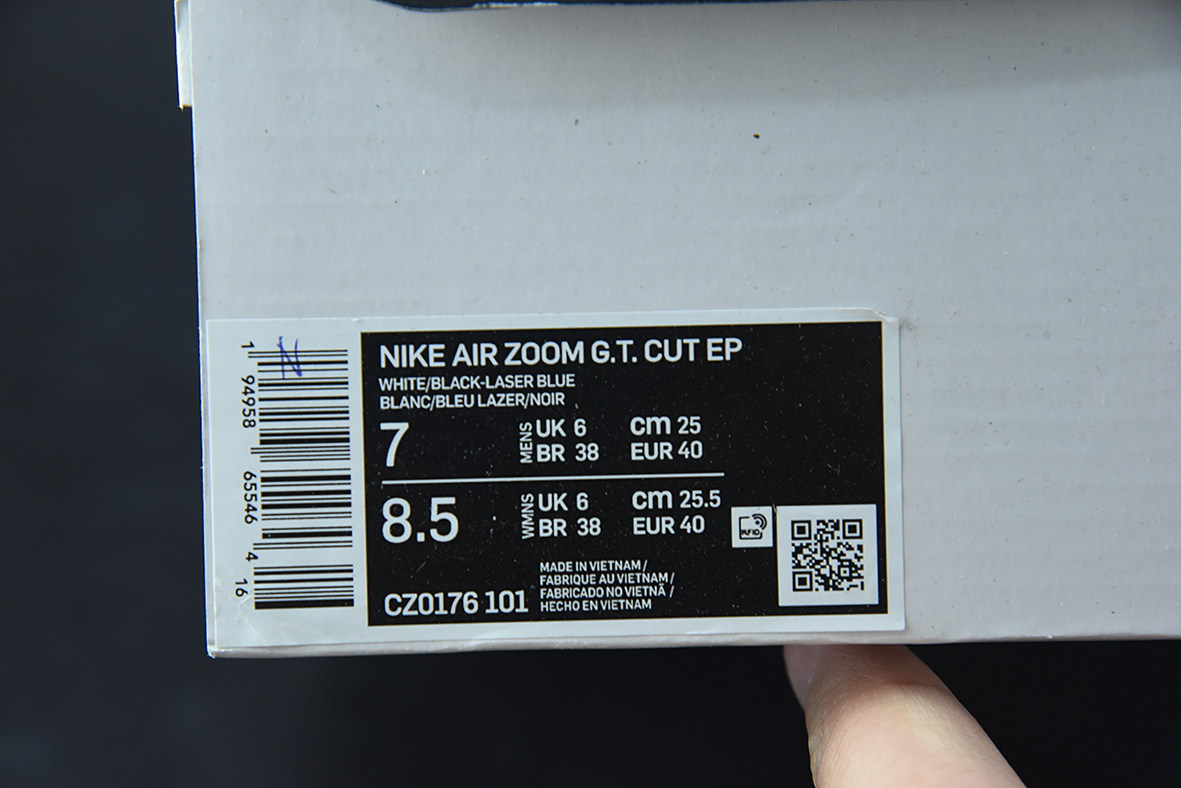 NIKE AIR ZOOM G.T. CUT EP
WHITE/BLACK-LASER BLUE
BLANC/BLEU LAZER/NOIR
7
MENS
UK 6
cm 25
BR 38
EUR 40
8.5
WMNS
UK 6
cm 25.5
BR 38
EUR 40
RFID
CZ0176 101
MADE IN VIETNAM /
FABRIQUE AU VIETNAM /
FABRICADO NO VIETNÃ /
HECHO EN VIETNAM
1 94958 65546 4 16